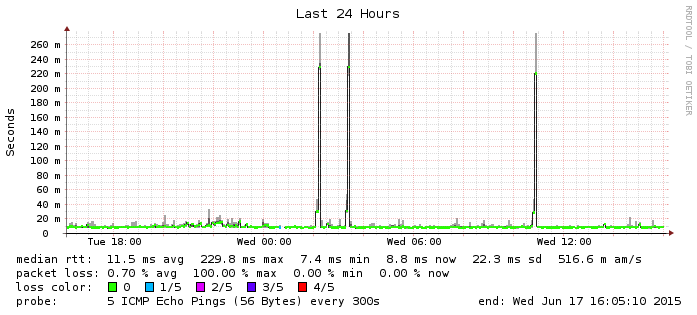 Last 24 Hours
RRDTOOL / TOBI OETIKER
Seconds
260 m
240 m
220 m
200 m
180 m
160 m
140 m
120 m
100 m
80 m
60 m
40 m
20 m
0
Tue 18:00 Wed 00:00 Wed 06:00 Wed 12:00
median rtt: 11.5 ms avg 229.8 ms max 7.4 ms min 8.8 ms now 22.3 ms sd 516.6 m am/s
packet loss: 0.70 % avg 100.00 % max 0.00 % min 0.00 % now
loss color: 0 1/5 2/5 3/5 4/5
probe: 5 ICMP Echo Pings (56 Bytes) every 300s end: Wed Jun 17 16:05:10 2015